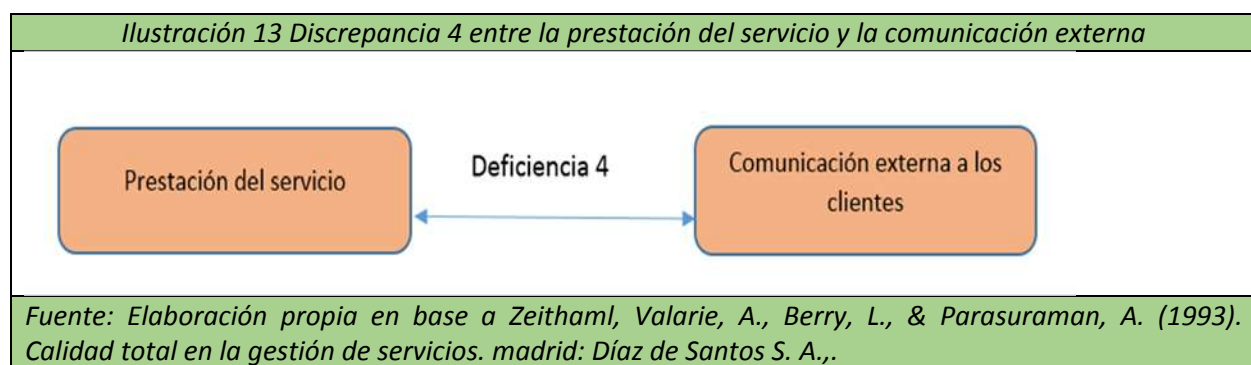 Ilustración 13 Discrepancia 4 entre la prestación del servicio y la comunicación externa
Prestación del servicio
Deficiencia 4
Comunicación externa a los
clientes
Fuente: Elaboración propia en base a Zeithaml, Valarie, A., Berry, L., & Parasuraman, A. (1993).
Calidad total en la gestión de servicios. madrid: Díaz de Santos S. A.,.